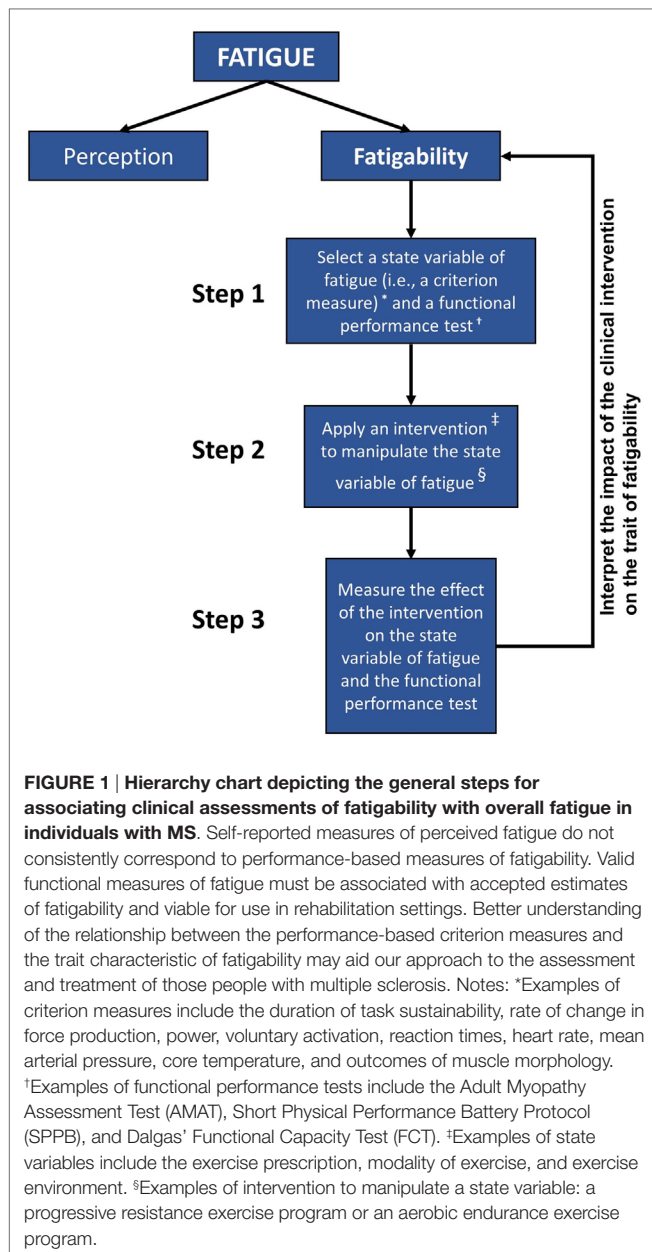 FATIGUE
Perception
Fatigability
Step 1
Select a state variable of
fatigue (i.e., a criterion
measure) * and a functional
performance test †
Step 2
Apply an intervention ‡
to manipulate the state
variable of fatigue §
Step 3
Measure the effect
of the intervention
on the state
variable of fatigue
and the functional
performance test
Interpret the impact of the clinical intervention
on the trait of fatigability
FIGURE 1 | Hierarchy chart depicting the general steps for
associating clinical assessments of fatigability with overall fatigue in
individuals with MS. Self-reported measures of perceived fatigue do not
consistently correspond to performance-based measures of fatigability. Valid
functional measures of fatigue must be associated with accepted estimates
of fatigability and viable for use in rehabilitation settings. Better understanding
of the relationship between the performance-based criterion measures and
the trait characteristic of fatigability may aid our approach to the assessment
and treatment of those people with multiple sclerosis. Notes: *Examples of
criterion measures include the duration of task sustainability, rate of change in
force production, power, voluntary activation, reaction times, heart rate, mean
arterial pressure, core temperature, and outcomes of muscle morphology.
†Examples of functional performance tests include the Adult Myopathy
Assessment Test (AMAT), Short Physical Performance Battery Protocol
(SPPB), and Dalgas' Functional Capacity Test (FCT). ‡Examples of state
variables include the exercise prescription, modality of exercise, and exercise
environment. §Examples of intervention to manipulate a state variable: a
progressive resistance exercise program or an aerobic endurance exercise
program.